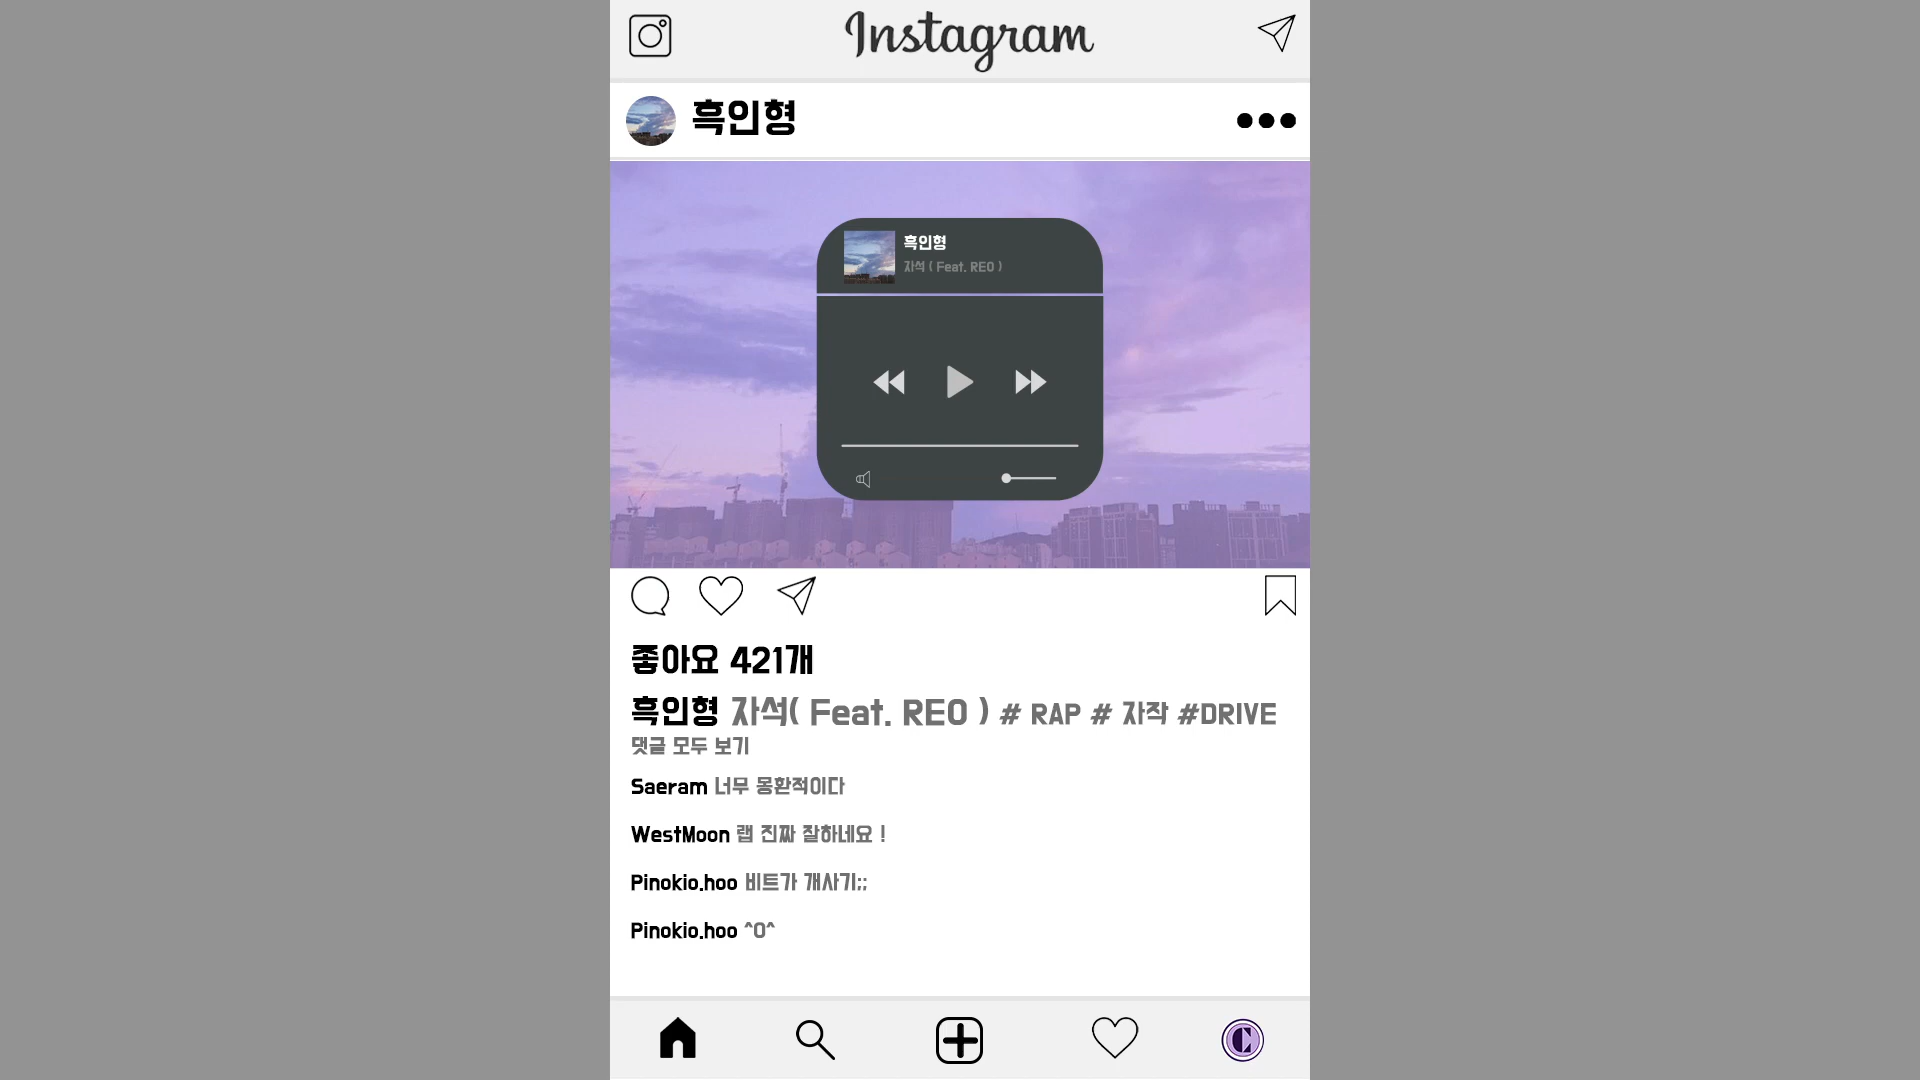 Instagram
흑인형
흑인형
자석 ( Feat. REO )
좋아요 421개
흑인형 자석( Feat. REO ) # RAP # 자작 #DRIVE
댓글 모두 보기
Saeram 너무 몽환적이다
WestMoon 랩 진짜 잘하네요 !
Pinokio.hoo 비트가 개사기;;
Pinokio.hoo ^0^
C